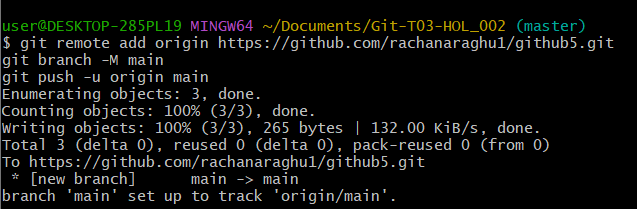 user@DESKTOP-285PL19 MINGW64 ~/Documents/Git-T03-HOL_002 (master)
$ git remote add origin https://github.com/rachanaraghu1/github5.git
git branch -M main
git push -u origin main
Enumerating objects: 3, done.
Counting objects: 100% (3/3), done.
Writing objects: 100% (3/3), 265 bytes | 132.00 KiB/s, done.
Total 3 (delta 0), reused 0 (delta 0), pack-reused 0 (from 0)
To https://github.com/rachanaraghu1/github5.git
 * [new branch]      main -> main
branch 'main' set up to track 'origin/main'.